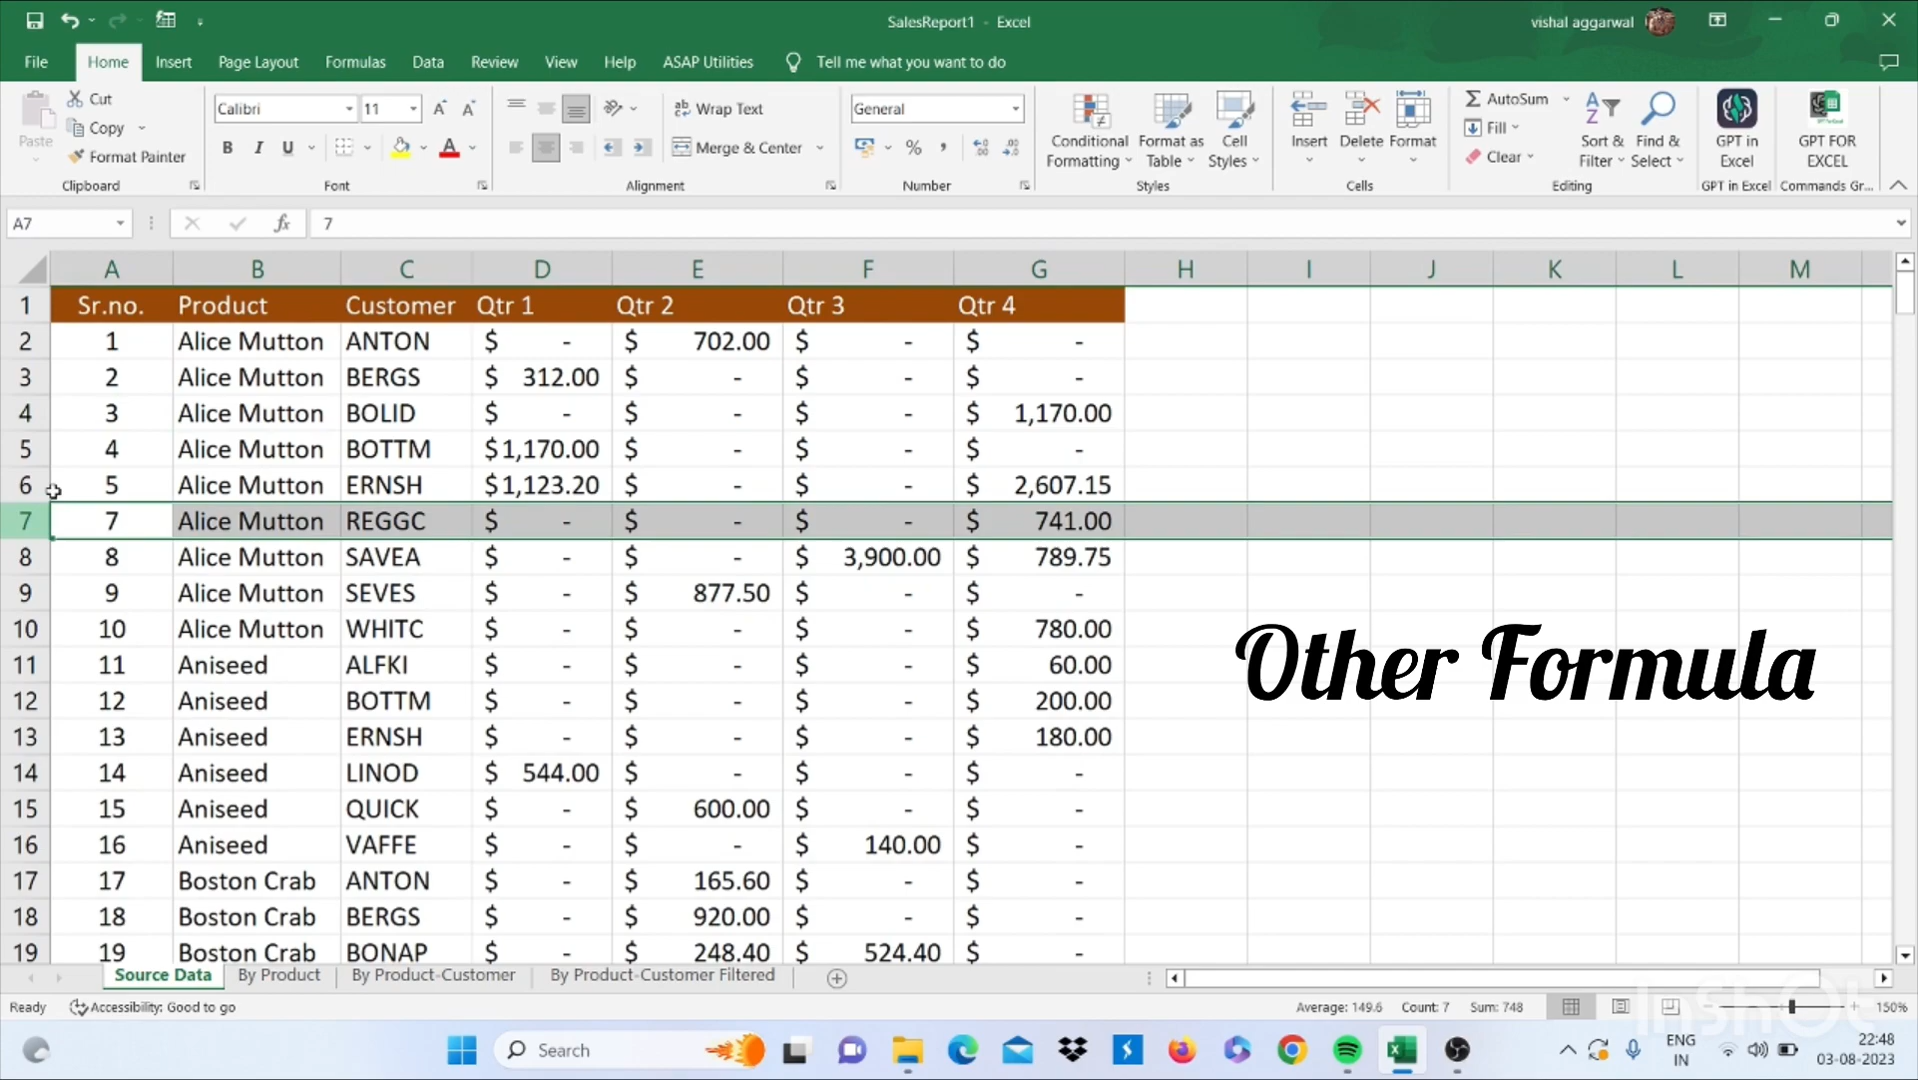 SalesReport1 - Excel
vishal aggarwal
File Home Insert Page Layout Formulas Data Review View Help ASAP Utilities Tell me what you want to do
Paste
Cut
Copy
Format Painter
Clipboard
Calibri 11
B I U
Font
Wrap Text
Merge & Center
Alignment
General
% ,
Number
Conditional Formatting
Format as Table
Cell Styles
Styles
Insert
Delete
Format
Cells
AutoSum
Fill
Clear
Sort & Filter
Find & Select
Editing
GPT in Excel
GPT in Excel
GPT FOR EXCEL
Commands Gr...
A7 fx 7
A B C D E F G H I J K L M
1 Sr.no. Product Customer Qtr 1 Qtr 2 Qtr 3 Qtr 4
2 1 Alice Mutton ANTON $ - $ 702.00 $ - $ -
3 2 Alice Mutton BERGS $ 312.00 $ - $ - $ -
4 3 Alice Mutton BOLID $ - $ - $ - $ 1,170.00
5 4 Alice Mutton BOTTM $1,170.00 $ - $ - $ -
6 5 Alice Mutton ERNSH $1,123.20 $ - $ - $ 2,607.15
7 7 Alice Mutton REGGC $ - $ - $ - $ 741.00
8 8 Alice Mutton SAVEA $ - $ - $ 3,900.00 $ 789.75
9 9 Alice Mutton SEVES $ - $ 877.50 $ - $ -
10 10 Alice Mutton WHITC $ - $ - $ - $ 780.00
11 11 Aniseed ALFKI $ - $ - $ - $ 60.00
12 12 Aniseed BOTTM $ - $ - $ - $ 200.00
13 13 Aniseed ERNSH $ - $ - $ - $ 180.00
14 14 Aniseed LINOD $ 544.00 $ - $ - $ -
15 15 Aniseed QUICK $ - $ 600.00 $ - $ -
16 16 Aniseed VAFFE $ - $ - $ 140.00 $ -
17 17 Boston Crab ANTON $ - $ 165.60 $ - $ -
18 18 Boston Crab BERGS $ - $ 920.00 $ - $ -
19 19 Boston Crab BONAP $ - $ 248.40 $ 524.40 $ -
Other Formula
Source Data By Product By Product-Customer By Product-Customer Filtered
Ready Accessibility: Good to go Average: 149.6 Count: 7 Sum: 748 150%
InShOt
Search
ENG
IN
22:48
03-08-2023